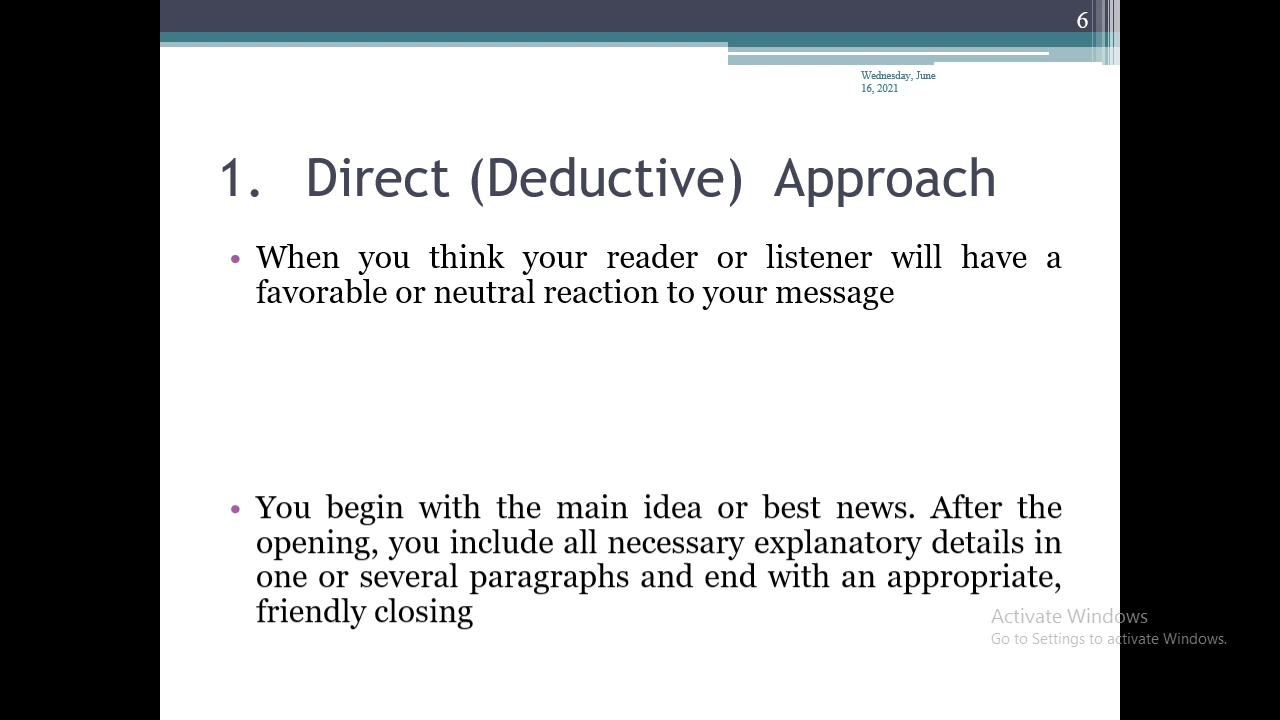 6
Wednesday, June
16, 2021
1. Direct (Deductive) Approach
• When you think your reader or listener will have a
favorable or neutral reaction to your message
• You begin with the main idea or best news. After the
opening, you include all necessary explanatory details in
one or several paragraphs and end with an appropriate,
friendly closing
Activate Windows
Go to Settings to activate Windows.